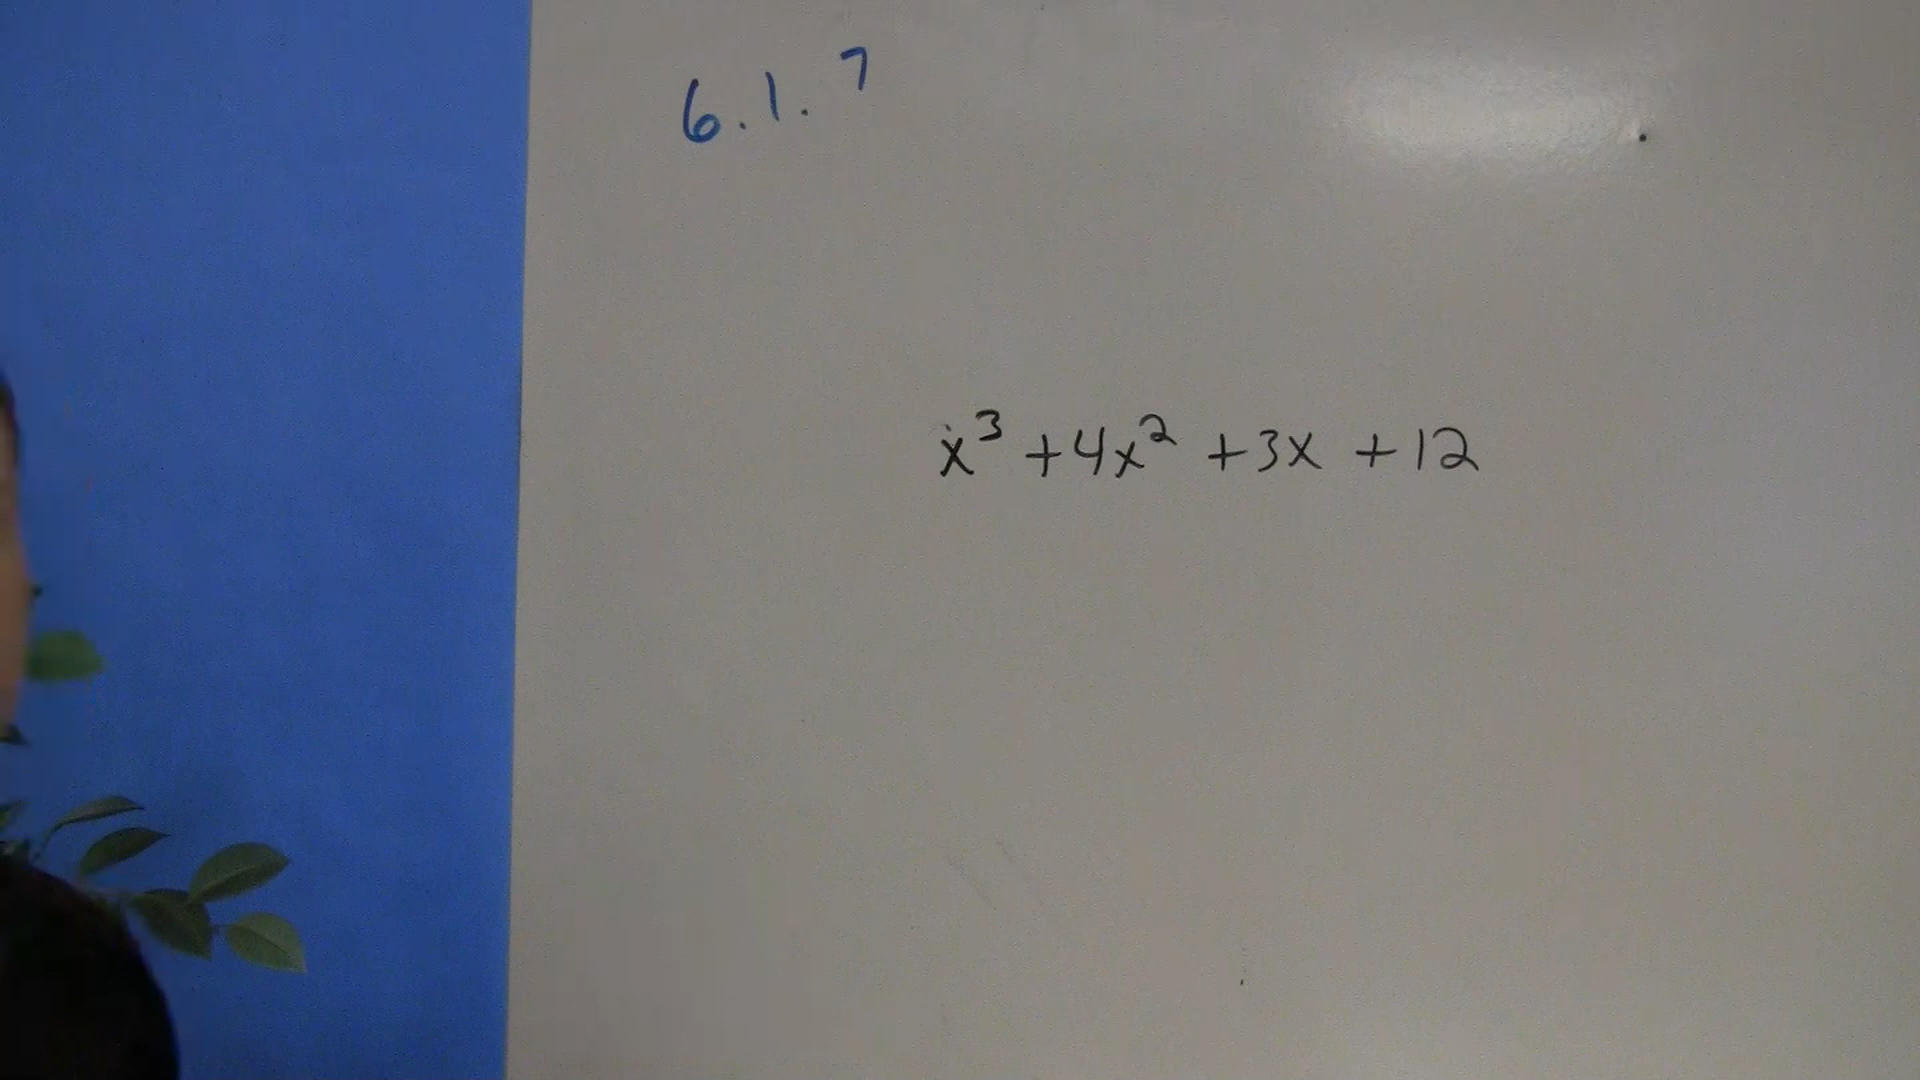 6.1.7
x³ + 4x² + 3x + 12